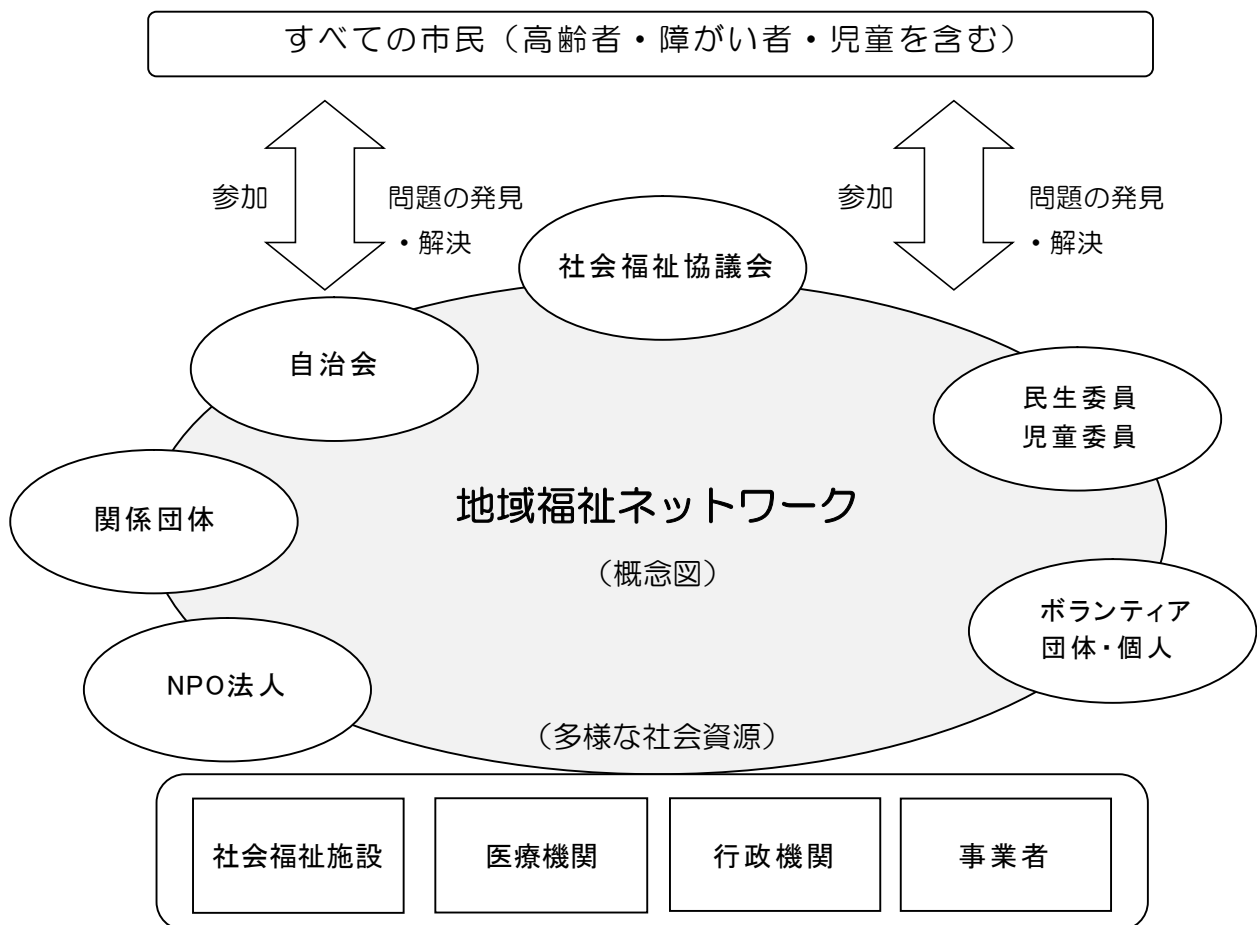 すべての市民（高齢者・障がい者・児童を含む）
参加
問題の発見
・解決
参加
問題の発見
・解決
社会福祉協議会
自治会
民生委員
児童委員
関係団体
地域福祉ネットワーク
（概念図）
ボランティア
団体・個人
NPO法人
（多様な社会資源）
社会福祉施設
医療機関
行政機関
事業者